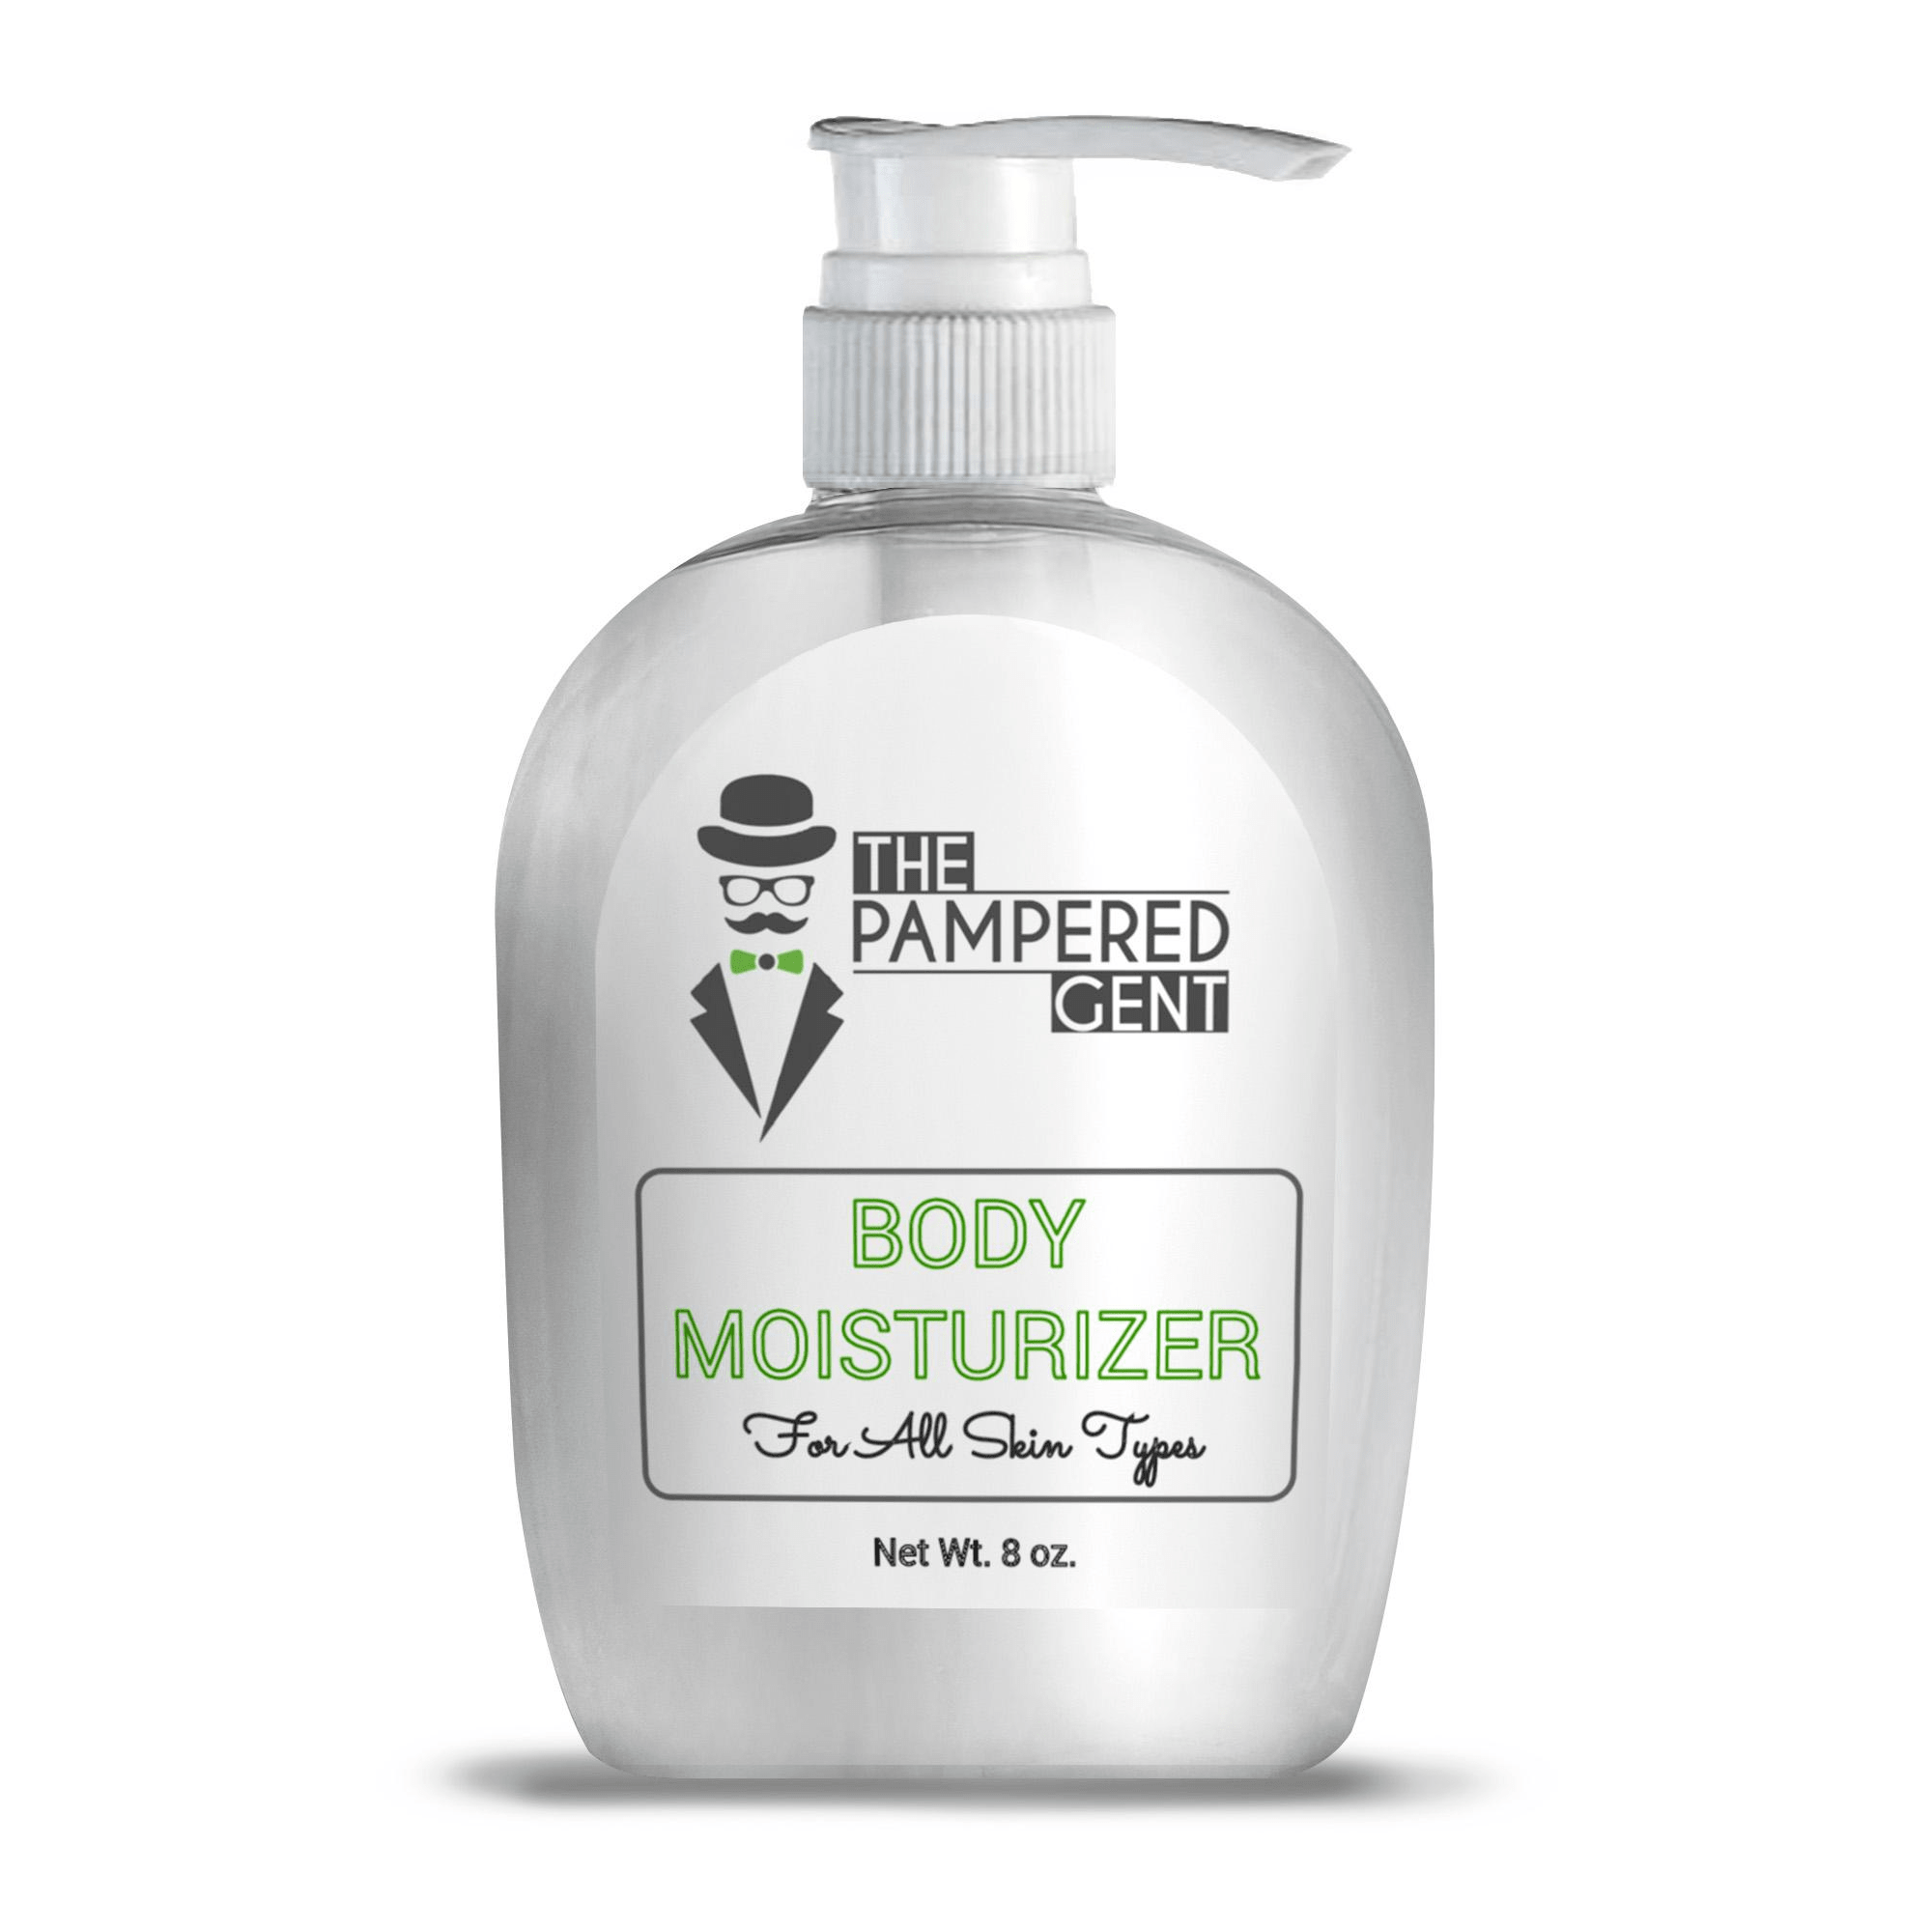 THE
PAMPERED
GENT
BODY
MOISTURIZER
For All Skin Types
Net Wt. 8 oz.